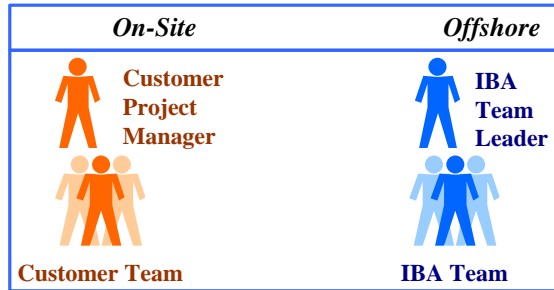 On-Site
Offshore
Customer
Project
Manager
IBA
Team
Leader
Customer Team
IBA Team